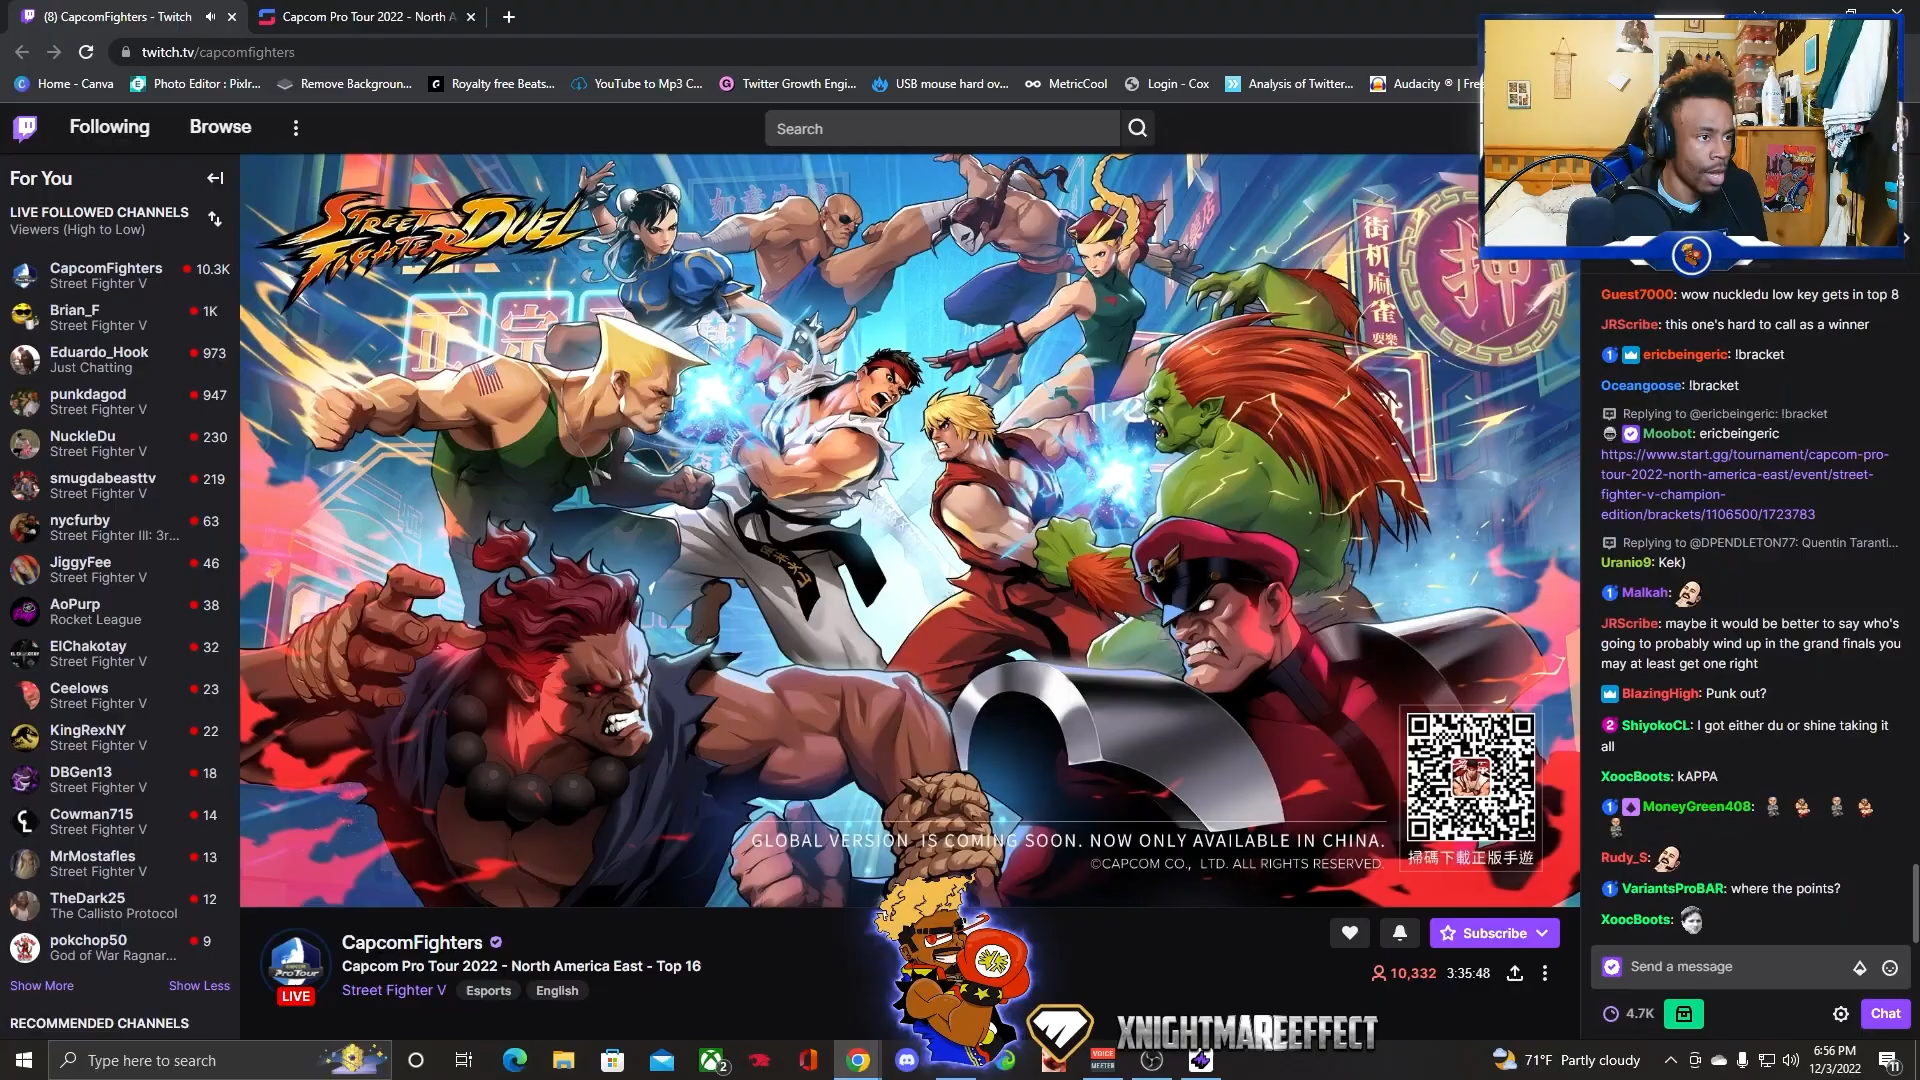 (8) CapcomFighters - Twitch
Capcom Pro Tour 2022 - North A
twitch.tv/capcomfighters
Home - Canva
Photo Editor : Pixlr...
Remove Backgroun...
Royalty free Beats...
YouTube to Mp3 C...
Twitter Growth Engi...
USB mouse hard ov...
MetricCool
Login - Cox
Analysis of Twitter...
Audacity ® | Fre
Following
Browse
Search
For You
LIVE FOLLOWED CHANNELS
Viewers (High to Low)
CapcomFighters 10.3K
Street Fighter V
Brian_F 1K
Street Fighter V
Eduardo_Hook 973
Just Chatting
punkdagod 947
Street Fighter V
NuckleDu 230
Street Fighter V
smugdabeasttv 219
Street Fighter V
nycfurby 63
Street Fighter III: 3r...
JiggyFee 46
Street Fighter V
AoPurp 38
Rocket League
ElChakotay 32
Street Fighter V
Ceelows 23
Street Fighter V
KingRexNY 22
Street Fighter V
DBGen13 18
Street Fighter V
Cowman715 14
Street Fighter V
MrMostafles 13
Street Fighter V
TheDark25 12
The Callisto Protocol
pokchop50 9
God of War Ragnar...
Show More
Show Less
RECOMMENDED CHANNELS
STREET
FIGHTER DUEL
正宗
街机麻雀
押
GLOBAL VERSION IS COMING SOON. NOW ONLY AVAILABLE IN CHINA.
©CAPCOM CO., LTD. ALL RIGHTS RESERVED.
掃碼下載正版手遊
CAPCOM
Pro Tour
LIVE
CapcomFighters
Capcom Pro Tour 2022 - North America East - Top 16
Street Fighter V
Esports
English
Subscribe
10,332
3:35:48
XNIGHTMAREEFFECT
Guest7000: wow nuckledu low key gets in top 8
JRScribe: this one's hard to call as a winner
ericbeingeric: !bracket
Oceangoose: !bracket
Replying to @ericbeingeric: !bracket
Moobot: ericbeingeric
https://www.start.gg/tournament/capcom-pro-
tour-2022-north-america-east/event/street-
fighter-v-champion-
edition/brackets/1106500/1723783
Replying to @DPENDLETON77: Quentin Taranti...
Uranio9: Kek)
Malkah:
JRScribe: maybe it would be better to say who's
going to probably wind up in the grand finals you
may at least get one right
BlazingHigh: Punk out?
ShiyokoCL: I got either du or shine taking it
all
XoocBoots: kAPPA
MoneyGreen408:
Rudy_S:
VariantsProBAR: where the points?
XoocBoots:
Send a message
4.7K
Chat
Type here to search
2
VOICE
MEETER
71°F Partly cloudy
6:56 PM
12/3/2022
11